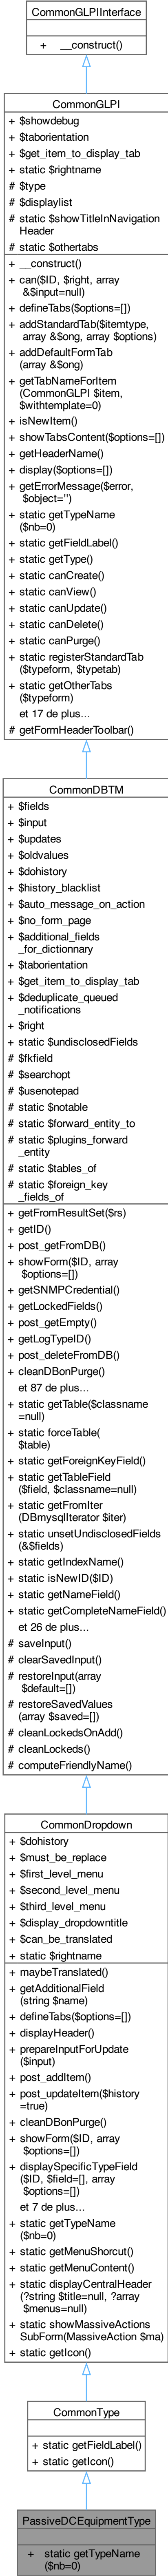 CommonGLPIInterface
+ __construct()
CommonGLPI
+ $showdebug
+ $taborientation
+ $get_item_to_display_tab
+ static $rightname
# $type
# $displaylist
# static $showTitleInNavigation
Header
# static $othertabs
+ __construct()
+ can($ID, $right, array
&$input=null)
+ defineTabs($options=[])
+ addStandardTab($itemtype,
array &$ong, array $options)
+ addDefaultFormTab
(array &$ong)
+ getTabNameForItem
(CommonGLPI $item,
$withtemplate=0)
+ isNewItem()
+ showTabsContent($options=[])
+ getHeaderName()
+ display($options=[])
+ getErrorMessage($error,
$object='')
+ static getTypeName
($nb=0)
+ static getFieldLabel()
+ static getType()
+ static canCreate()
+ static canView()
+ static canUpdate()
+ static canDelete()
+ static canPurge()
+ static registerStandardTab
($typeform, $typetab)
+ static getOtherTabs
($typeform)
et 17 de plus...
# getFormHeaderToolbar()
CommonDBTM
+ $fields
+ $input
+ $updates
+ $oldvalues
+ $dohistory
+ $history_blacklist
+ $auto_message_on_action
+ $no_form_page
+ $additional_fields
_for_dictionnary
+ $taborientation
+ $get_item_to_display_tab
+ $deduplicate_queued
_notifications
+ $right
+ static $undisclosedFields
# $fkfield
# $searchopt
# $usenotepad
# static $notable
# static $forward_entity_to
# static $plugins_forward
_entity
# static $tables_of
# static $foreign_key
_fields_of
+ getFromResultSet($rs)
+ getID()
+ post_getFromDB()
+ showForm($ID, array
$options=[])
+ getSNMPCredential()
+ getLockedFields()
+ post_getEmpty()
+ getLogTypeID()
+ post_deleteFromDB()
+ cleanDBonPurge()
et 87 de plus...
+ static getTable($classname
=null)
+ static forceTable(
$table)
+ static getForeignKeyField()
+ static getTableField
($field, $classname=null)
+ static getFromIter
(DBmysqlIterator $iter)
+ static unsetUndisclosedFields
(&$fields)
+ static getIndexName()
+ static isNewID($ID)
+ static getNameField()
+ static getCompleteNameField()
et 26 de plus...
# saveInput()
# clearSavedInput()
# restoreInput(array
$default=[])
# restoreSavedValues
(array $saved=[])
# cleanLockedsOnAdd()
# cleanLockeds()
# computeFriendlyName()
CommonDropdown
+ $dohistory
+ $must_be_replace
+ $first_level_menu
+ $second_level_menu
+ $third_level_menu
+ $display_dropdowntitle
+ $can_be_translated
+ static $rightname
+ maybeTranslated()
+ getAdditionalField
(string $name)
+ defineTabs($options=[])
+ displayHeader()
+ prepareInputForUpdate
($input)
+ post_addItem()
+ post_updateItem($history
=true)
+ cleanDBonPurge()
+ showForm($ID, array
$options=[])
+ displaySpecificTypeField
($ID, $field=[], array
$options=[])
et 7 de plus...
+ static getTypeName
($nb=0)
+ static getMenuShorcut()
+ static getMenuContent()
+ static displayCentralHeader
(?string $title=null, ?array
$menus=null)
+ static showMassiveActions
SubForm(MassiveAction $ma)
+ static getIcon()
CommonType
+ static getFieldLabel()
+ static getIcon()
PassiveDCEquipmentType
+ static getTypeName
($nb=0)